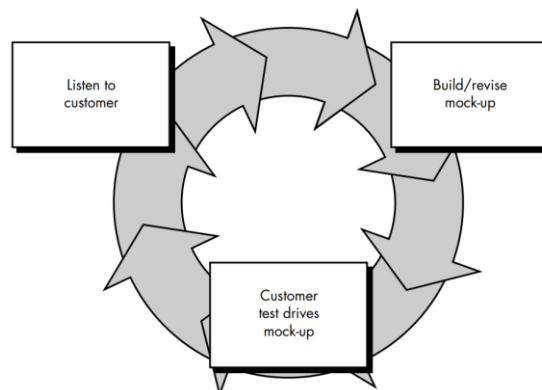 Listen to
customer
Build/revise
mock-up
Customer
test drives
mock-up